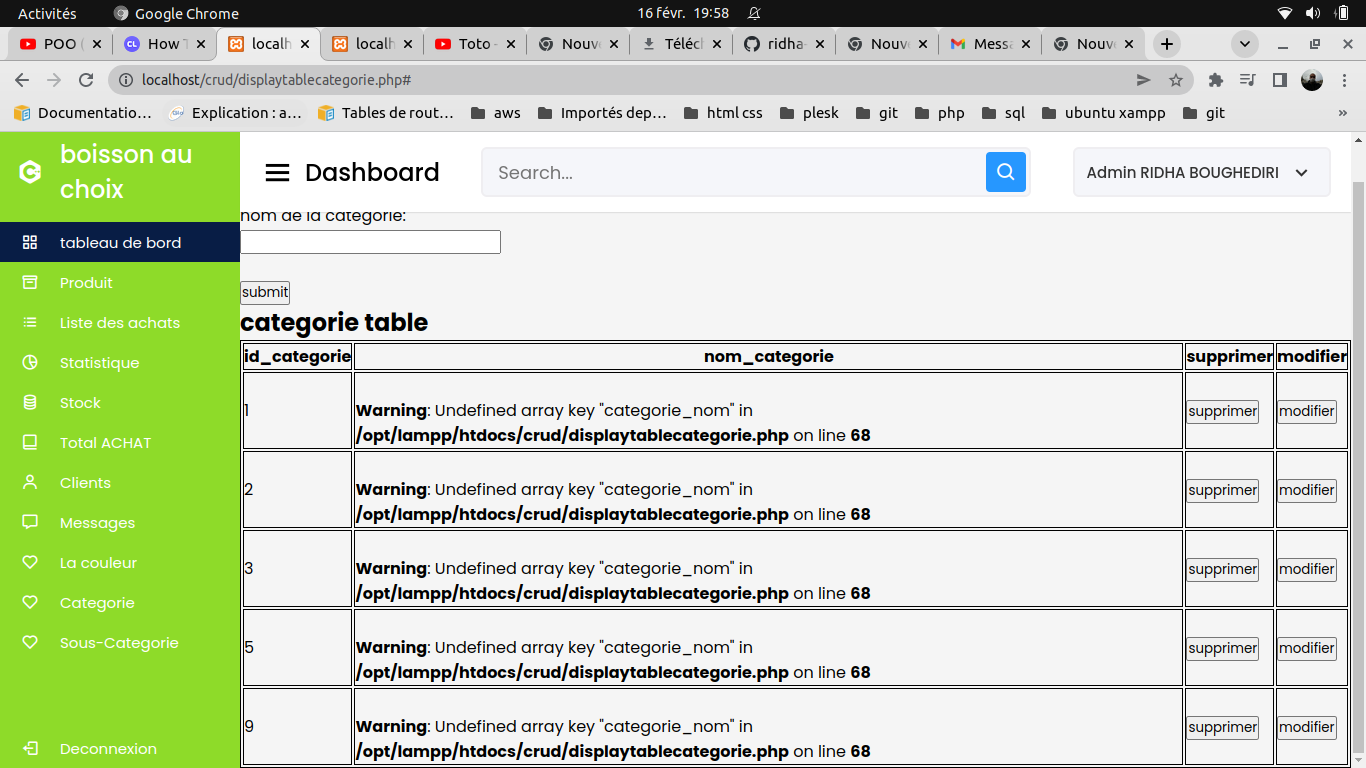 Activités Google Chrome 16 févr. 19:58
POO ( How T localh localh Toto - Nouve Téléch ridha- Nouve Messa Nouve
localhost/crud/displaytablecategorie.php#
Documentatio… Explication : a… Tables de rout… aws Importés dep… html css plesk git php sql ubuntu xampp git »
boisson au
choix
Dashboard Search... Admin RIDHA BOUGHEDIRI
tableau de bord
Produit
Liste des achats
Statistique
Stock
Total ACHAT
Clients
Messages
La couleur
Categorie
Sous-Categorie
Deconnexion
nom de la categorie:
submit
categorie table
id_categorie nom_categorie supprimer modifier
1 Warning: Undefined array key "categorie_nom" in
/opt/lampp/htdocs/crud/displaytablecategorie.php on line 68 supprimer modifier
2 Warning: Undefined array key "categorie_nom" in
/opt/lampp/htdocs/crud/displaytablecategorie.php on line 68 supprimer modifier
3 Warning: Undefined array key "categorie_nom" in
/opt/lampp/htdocs/crud/displaytablecategorie.php on line 68 supprimer modifier
5 Warning: Undefined array key "categorie_nom" in
/opt/lampp/htdocs/crud/displaytablecategorie.php on line 68 supprimer modifier
9 Warning: Undefined array key "categorie_nom" in
/opt/lampp/htdocs/crud/displaytablecategorie.php on line 68 supprimer modifier